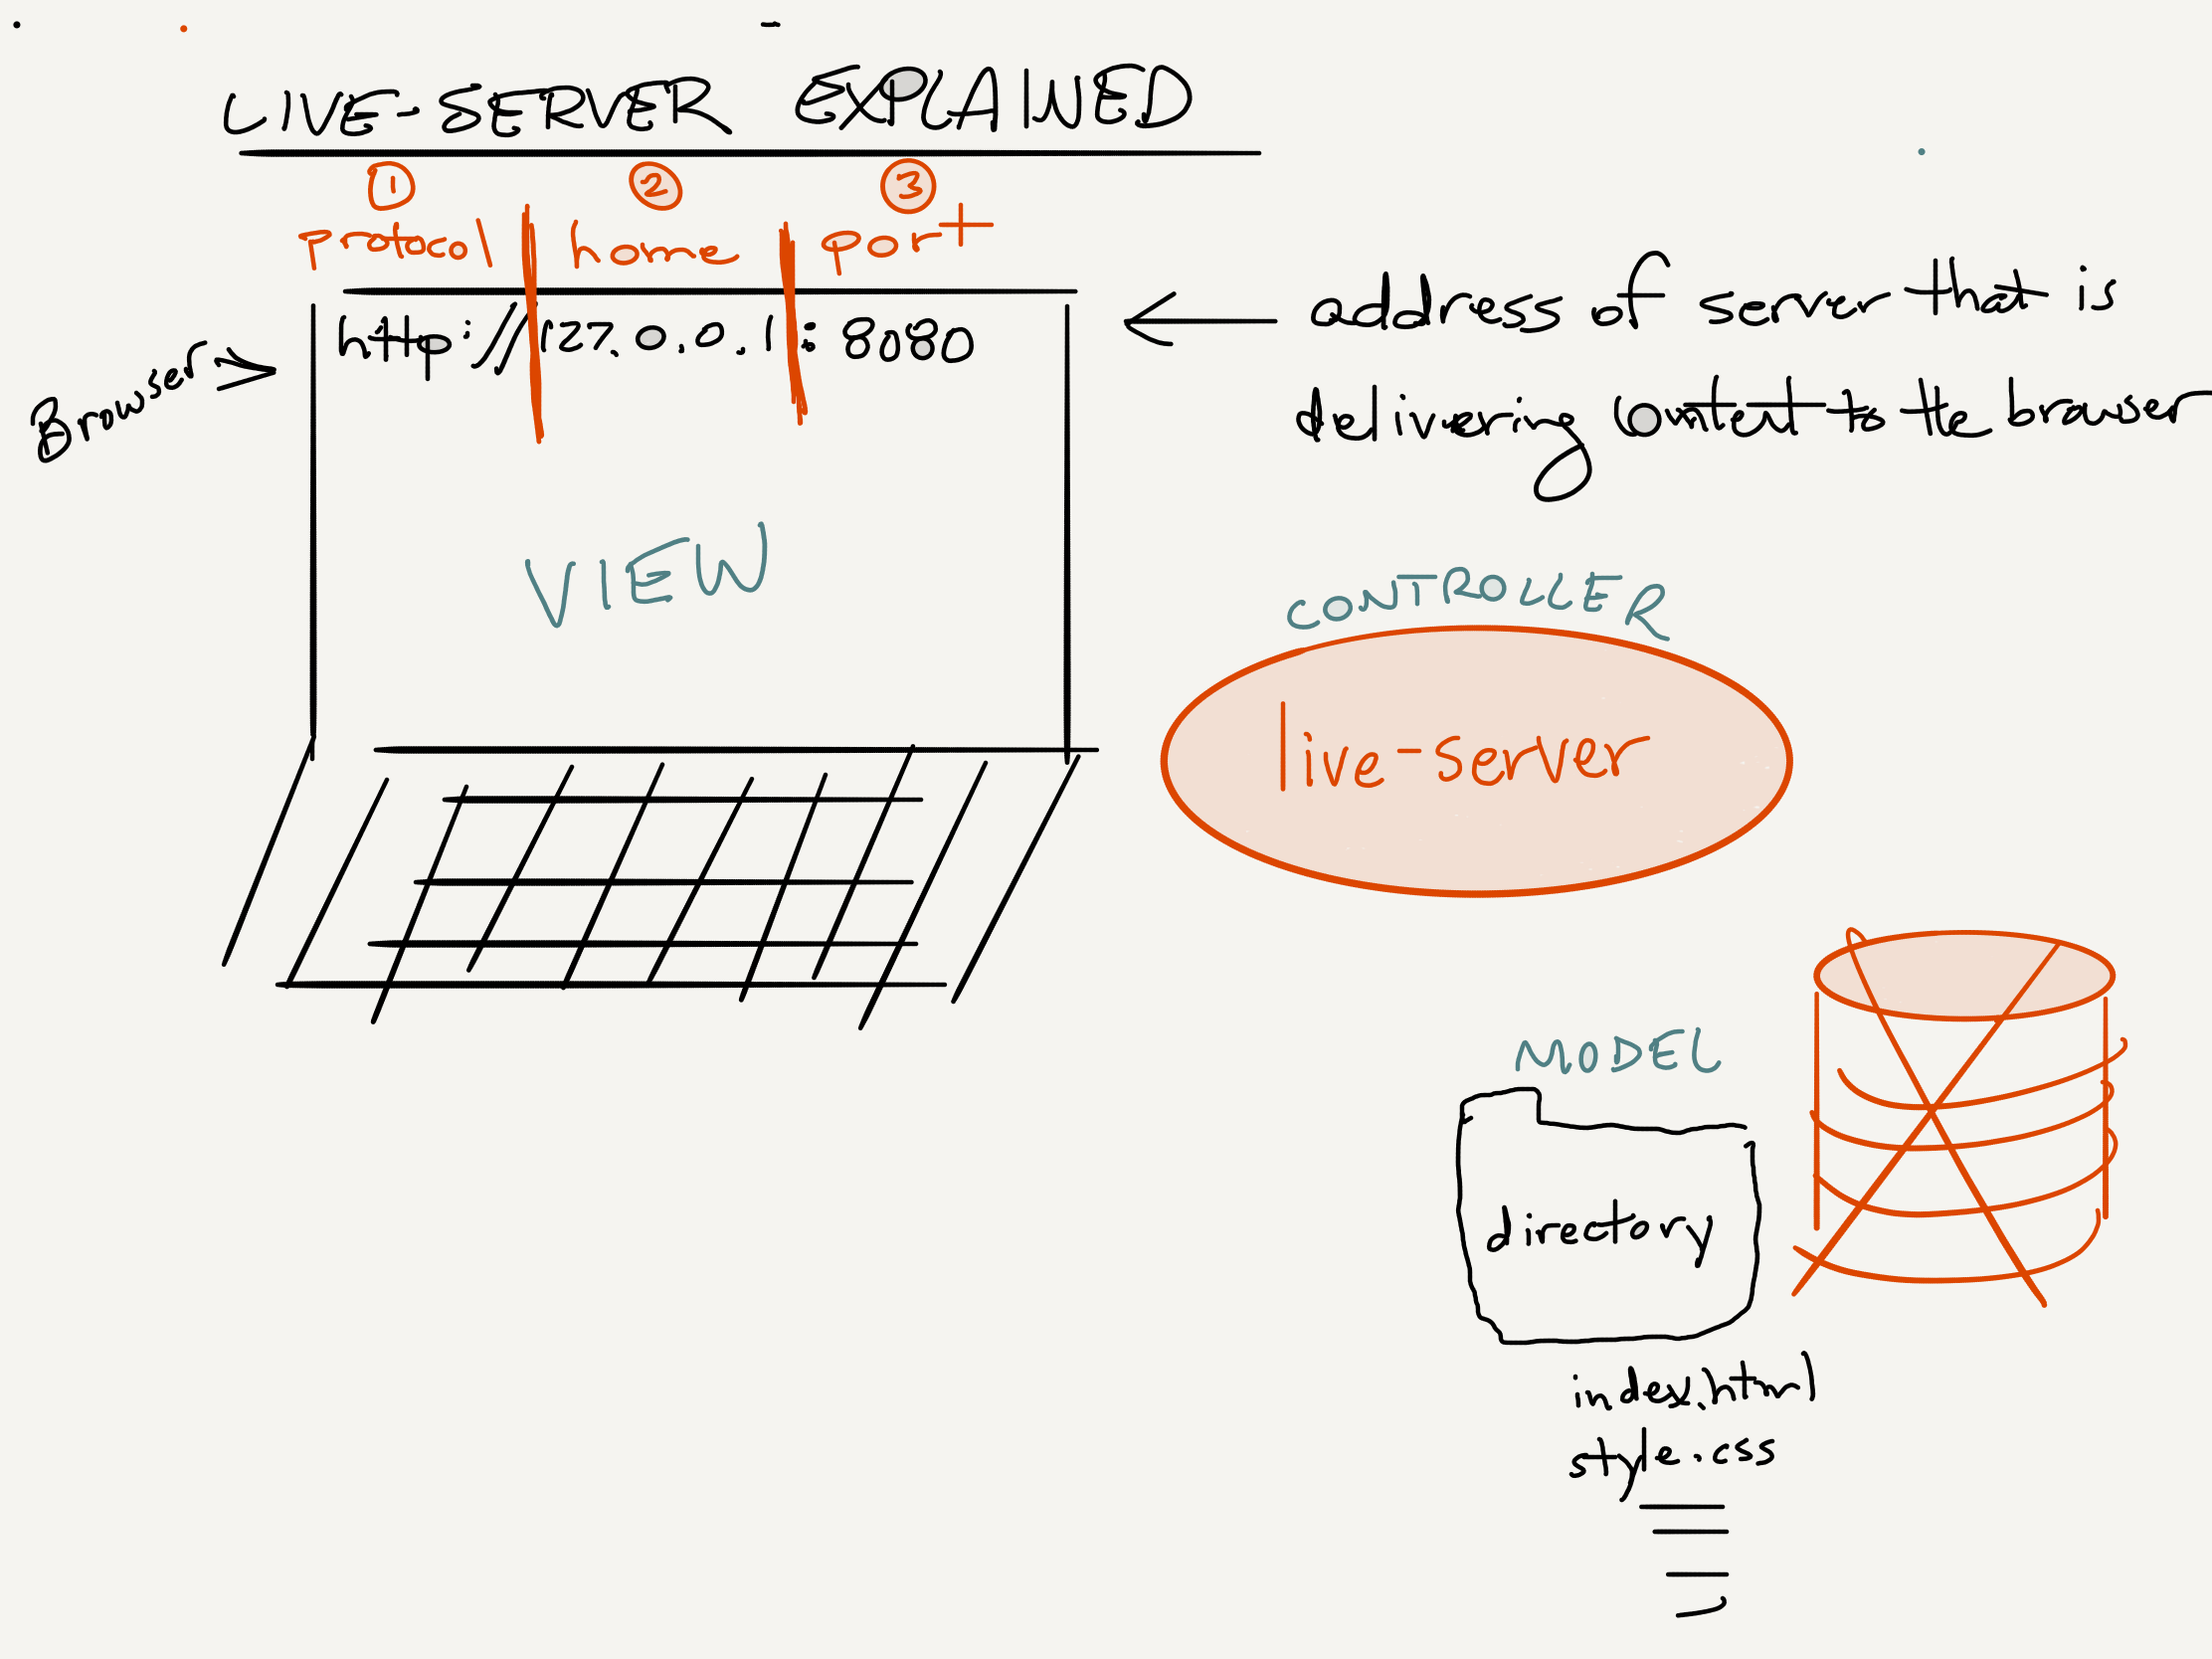 LIVE-SERVER EXPLAINED
1 2 3
protocol home port
http://127.0.0.1:8080
Browser
address of server that is
delivering content to the browser
VIEW
CONTROLLER
live-server
MODEL
directory
index.html
style.css